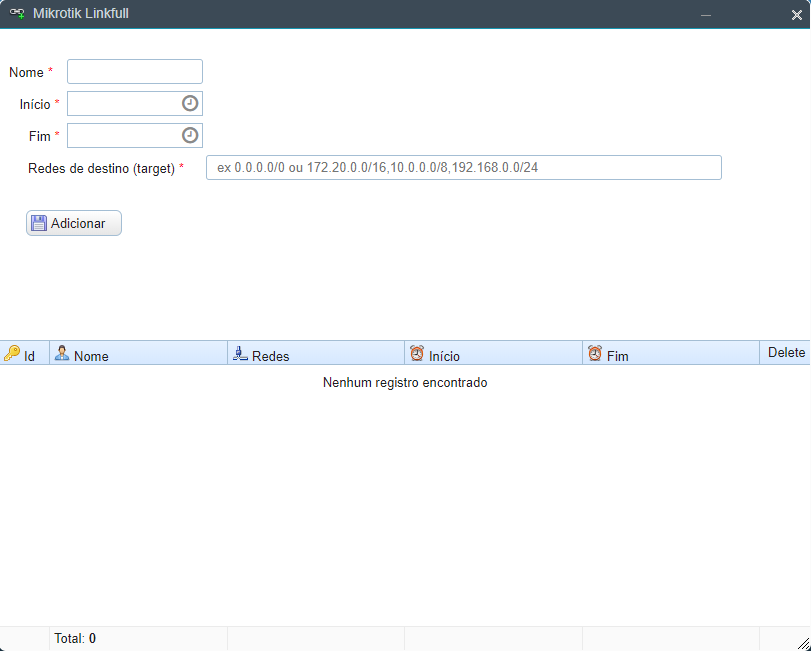 Mikrotik Linkfull
Nome *
Início *
Fim *
Redes de destino (target) * ex 0.0.0.0/0 ou 172.20.0.0/16,10.0.0.0/8,192.168.0.0/24
Adicionar
Id Nome Redes Início Fim Delete
Nenhum registro encontrado
Total: 0